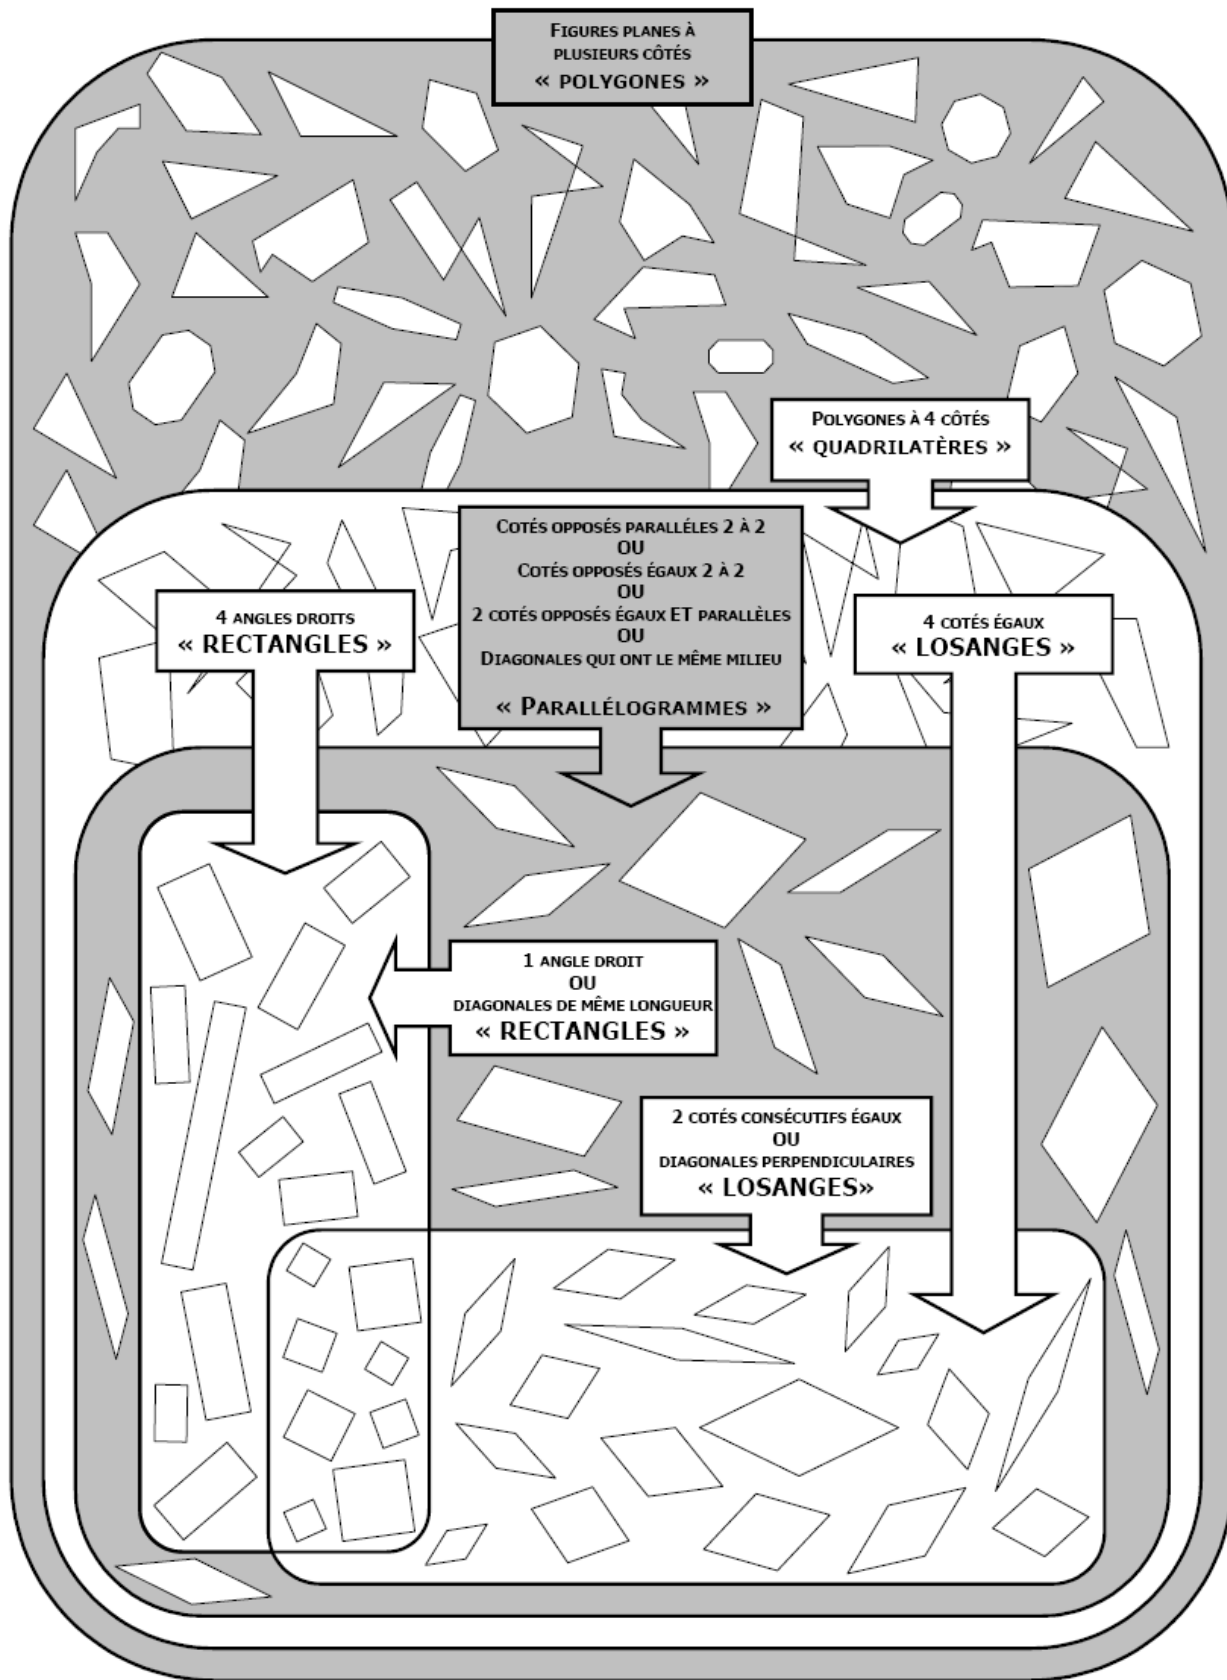 FIGURES PLANES À
PLUSIEURS CÔTÉS
« POLYGONES »
POLYGONES À 4 CÔTÉS
« QUADRILATÈRES »
COTÉS OPPOSÉS PARALLÉLES 2 À 2
OU
COTÉS OPPOSÉS ÉGAUX 2 À 2
OU
2 COTÉS OPPOSÉS ÉGAUX ET PARALLÈLES
OU
DIAGONALES QUI ONT LE MÊME MILIEU
« PARALLÉLOGRAMMES »
4 ANGLES DROITS
« RECTANGLES »
4 COTÉS ÉGAUX
« LOSANGES »
1 ANGLE DROIT
OU
DIAGONALES DE MÊME LONGUEUR
« RECTANGLES »
2 COTÉS CONSÉCUTIFS ÉGAUX
OU
DIAGONALES PERPENDICULAIRES
« LOSANGES»